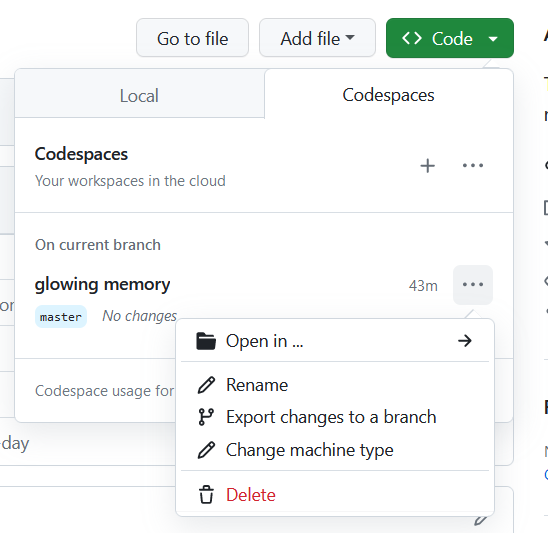 Go to file
Add file
Code
Local
Codespaces
Codespaces
Your workspaces in the cloud
On current branch
glowing memory
43m
master
No changes
Open in ...
Codespace usage for
Rename
Export changes to a branch
-day
Change machine type
Delete